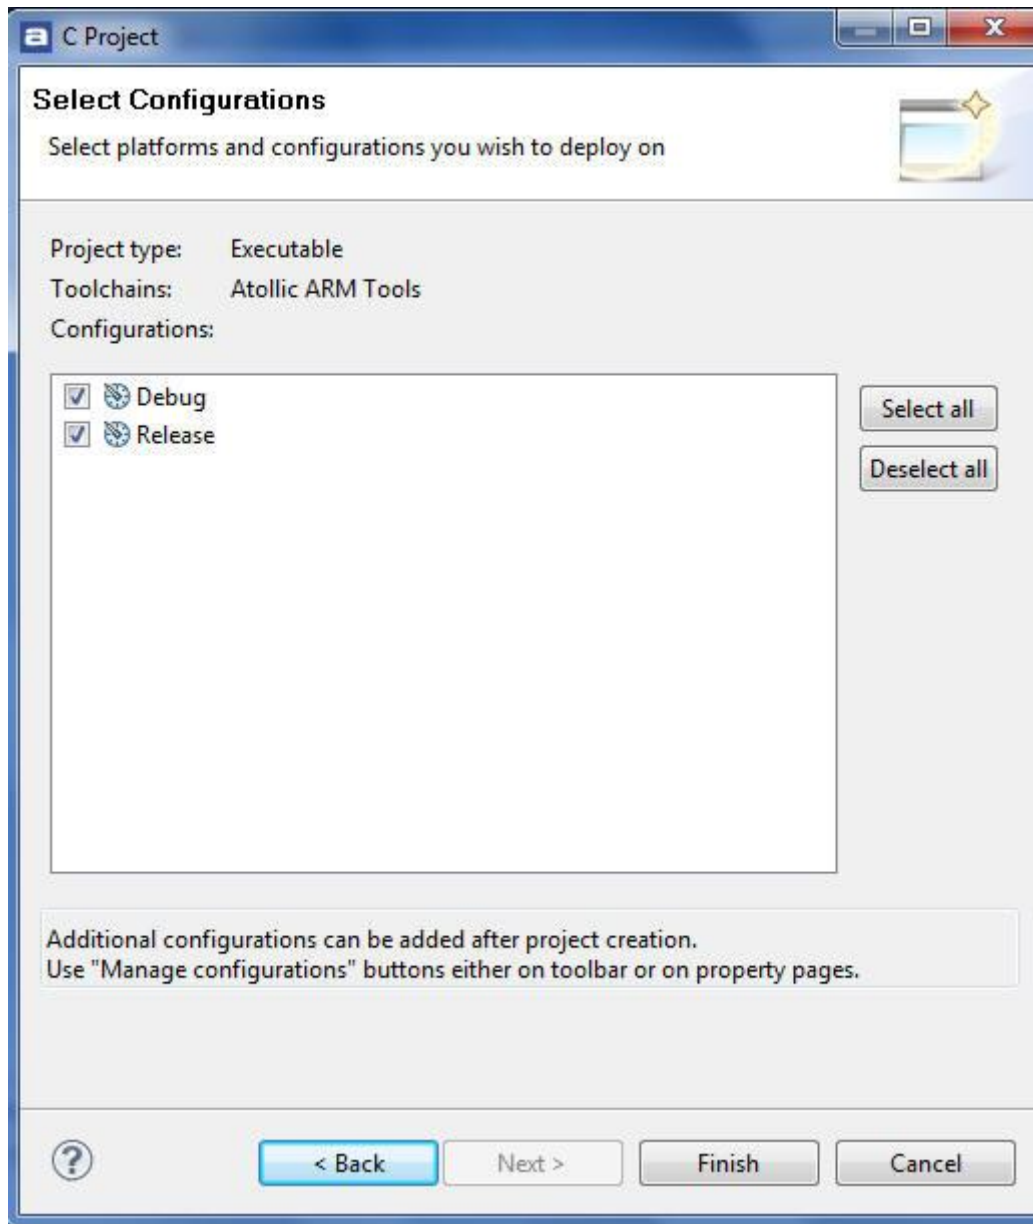 C Project
Select Configurations
Select platforms and configurations you wish to deploy on
Project type: Executable
Toolchains: Atollic ARM Tools
Configurations:
Debug
Release
Select all
Deselect all
Additional configurations can be added after project creation.
Use "Manage configurations" buttons either on toolbar or on property pages.
< Back
Next >
Finish
Cancel